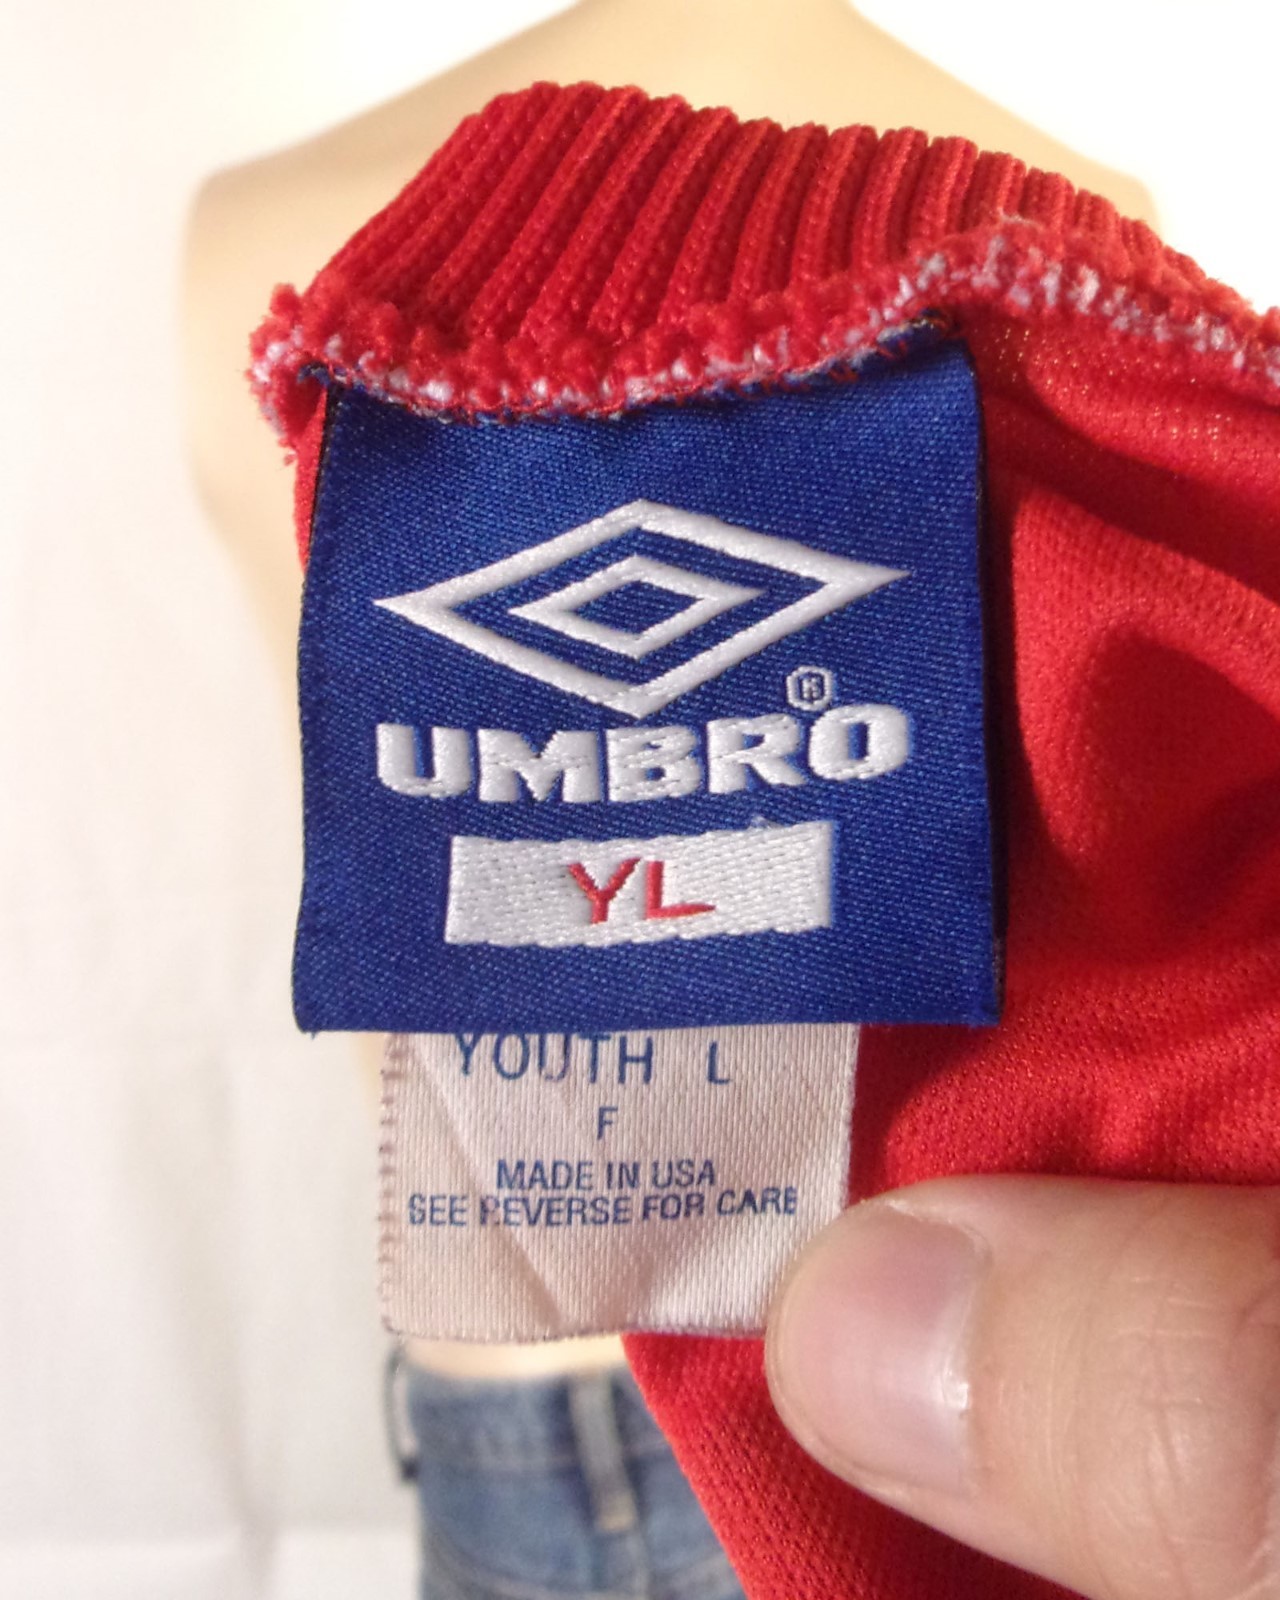 ®
UMBRO
YL
YOUTH L
F
MADE IN USA
SEE REVERSE FOR CARE